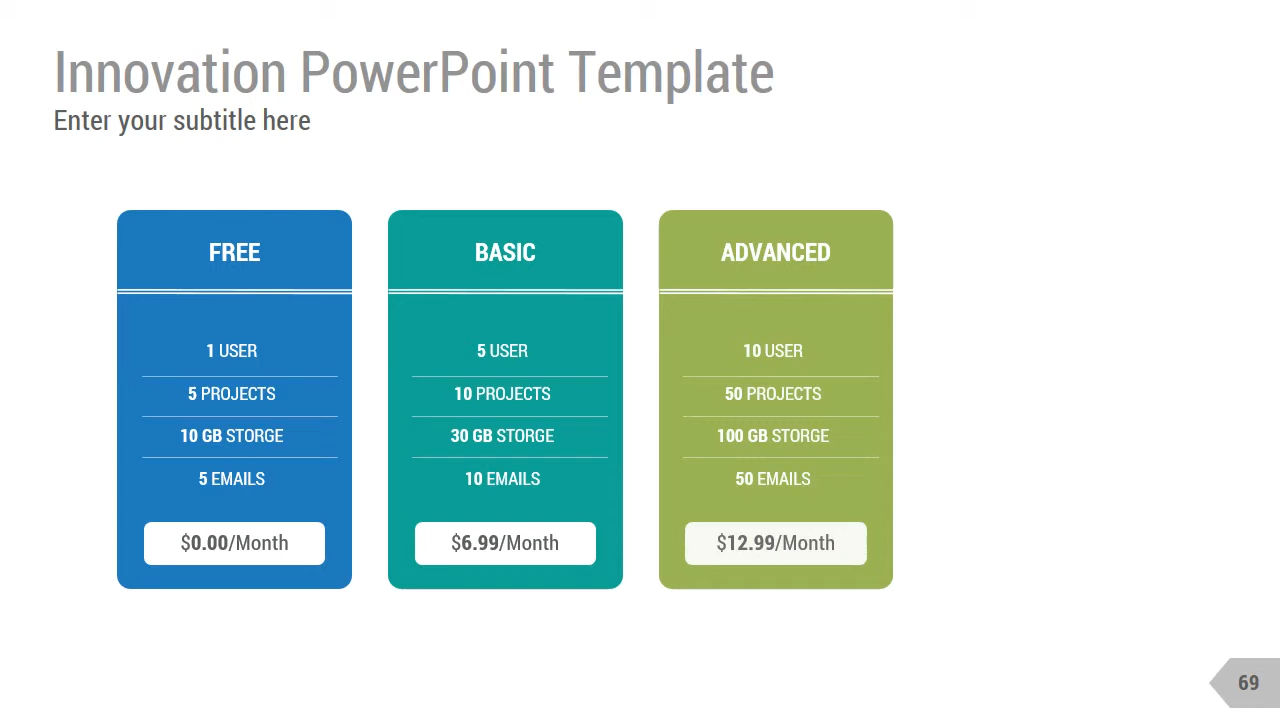 Innovation PowerPoint Template
Enter your subtitle here
FREE
1 USER
5 PROJECTS
10 GB STORGE
5 EMAILS
$0.00/Month
BASIC
5 USER
10 PROJECTS
30 GB STORGE
10 EMAILS
$6.99/Month
ADVANCED
10 USER
50 PROJECTS
100 GB STORGE
50 EMAILS
$12.99/Month
69